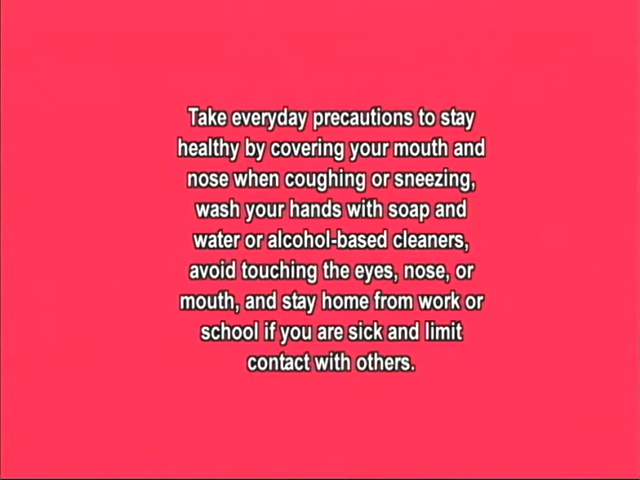 Take everyday precautions to stay
healthy by covering your mouth and
nose when coughing or sneezing,
wash your hands with soap and
water or alcohol-based cleaners,
avoid touching the eyes, nose, or
mouth, and stay home from work or
school if you are sick and limit
contact with others.